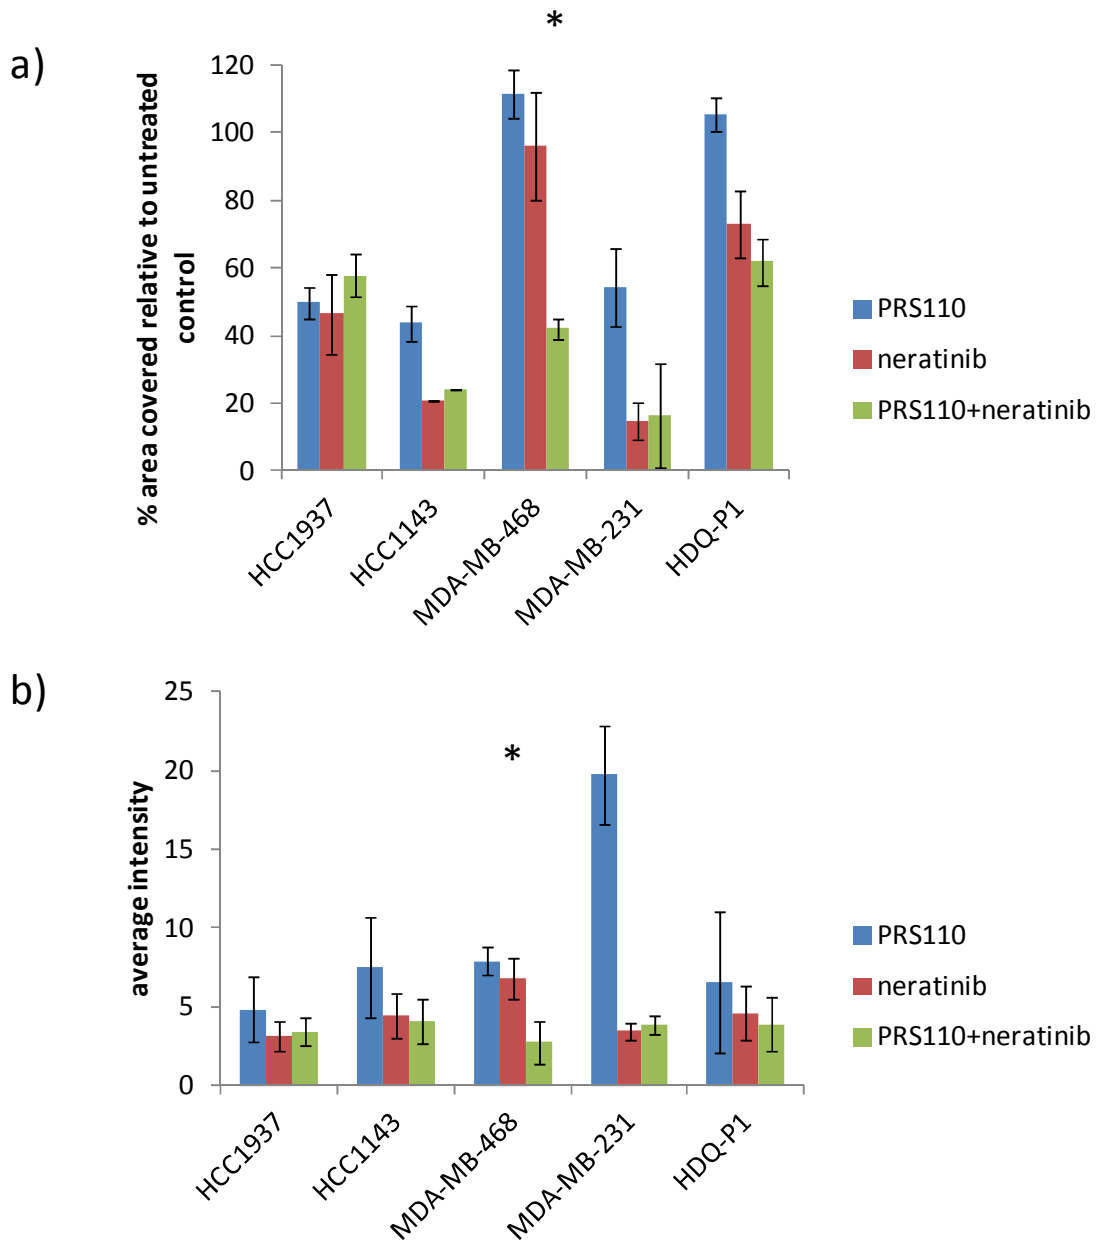 *
a)
% area covered relative to untreated
control
120
100
80
60
40
20
0
HCC1937
HCC1143
MDA-MB-468
MDA-MB-231
HDQ-P1
PRS110
neratinib
PRS110+neratinib
b)
average intensity
25
20
15
10
5
0
*
HCC1937
HCC1143
MDA-MB-468
MDA-MB-231
HDQ-P1
PRS110
neratinib
PRS110+neratinib